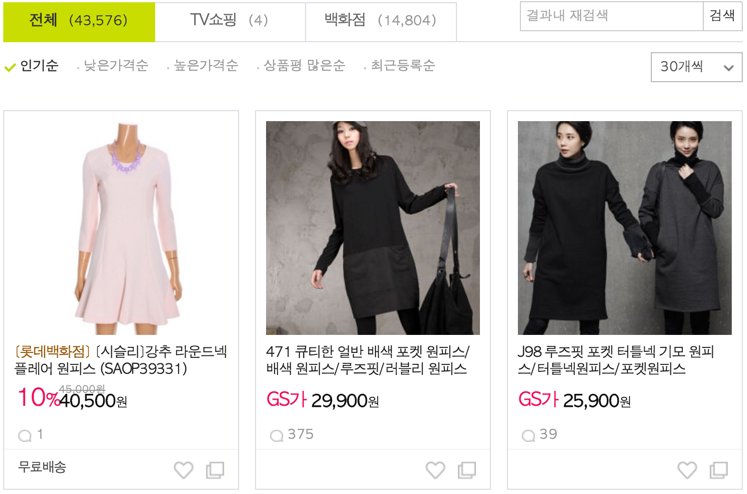 전체 (43,576)
TV쇼핑 (4)
백화점 (14,804)
결과내 재검색
검색
인기순
낮은가격순
높은가격순
상품평 많은순
최근등록순
30개씩
[롯데백화점] [시슬리]강추 라운드넥
플레어 원피스 (SAOP39331)
45,000원
10% 40,500원
1
무료배송
471 큐티한 얼반 배색 포켓 원피스/
배색 원피스/루즈핏/러블리 원피스
GS가 29,900원
375
J98 루즈핏 포켓 터틀넥 기모 원피
스/터틀넥원피스/포켓원피스
GS가 25,900원
39